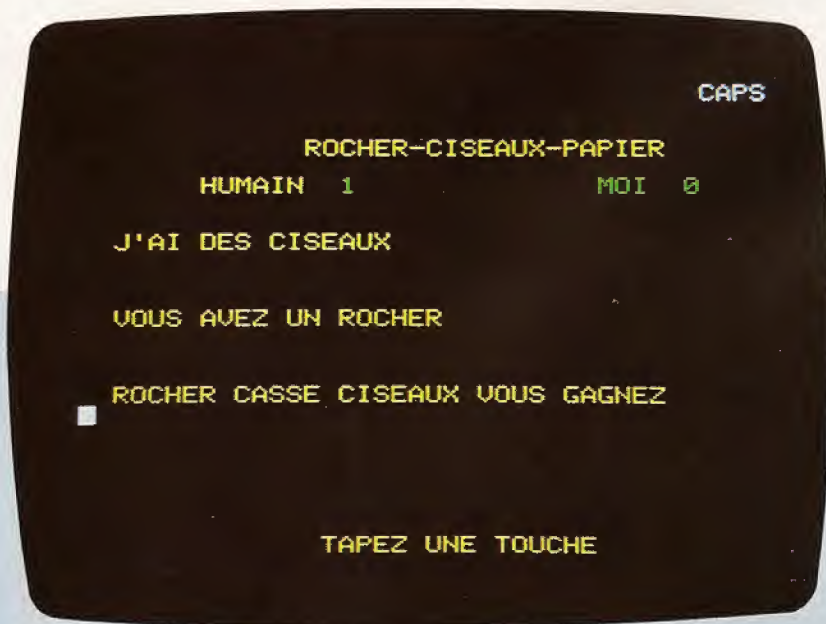 CAPS
ROCHER-CISEAUX-PAPIER
HUMAIN 1 MOI 0
J'AI DES CISEAUX
VOUS AVEZ UN ROCHER
ROCHER CASSE CISEAUX VOUS GAGNEZ
TAPEZ UNE TOUCHE